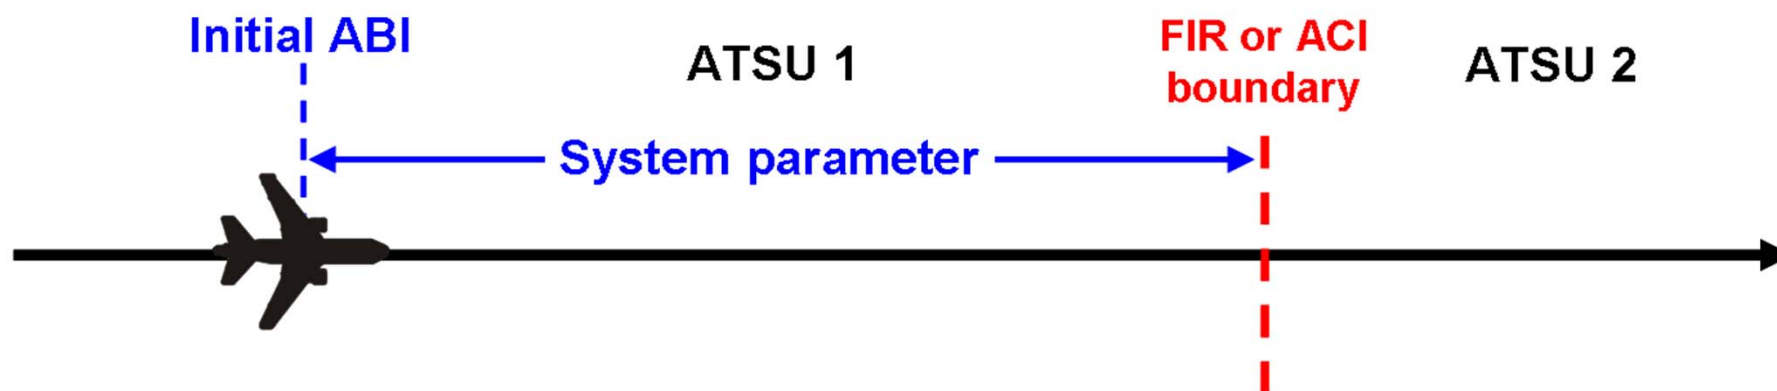 Initial ABI
ATSU 1
FIR or ACI
boundary
ATSU 2
System parameter